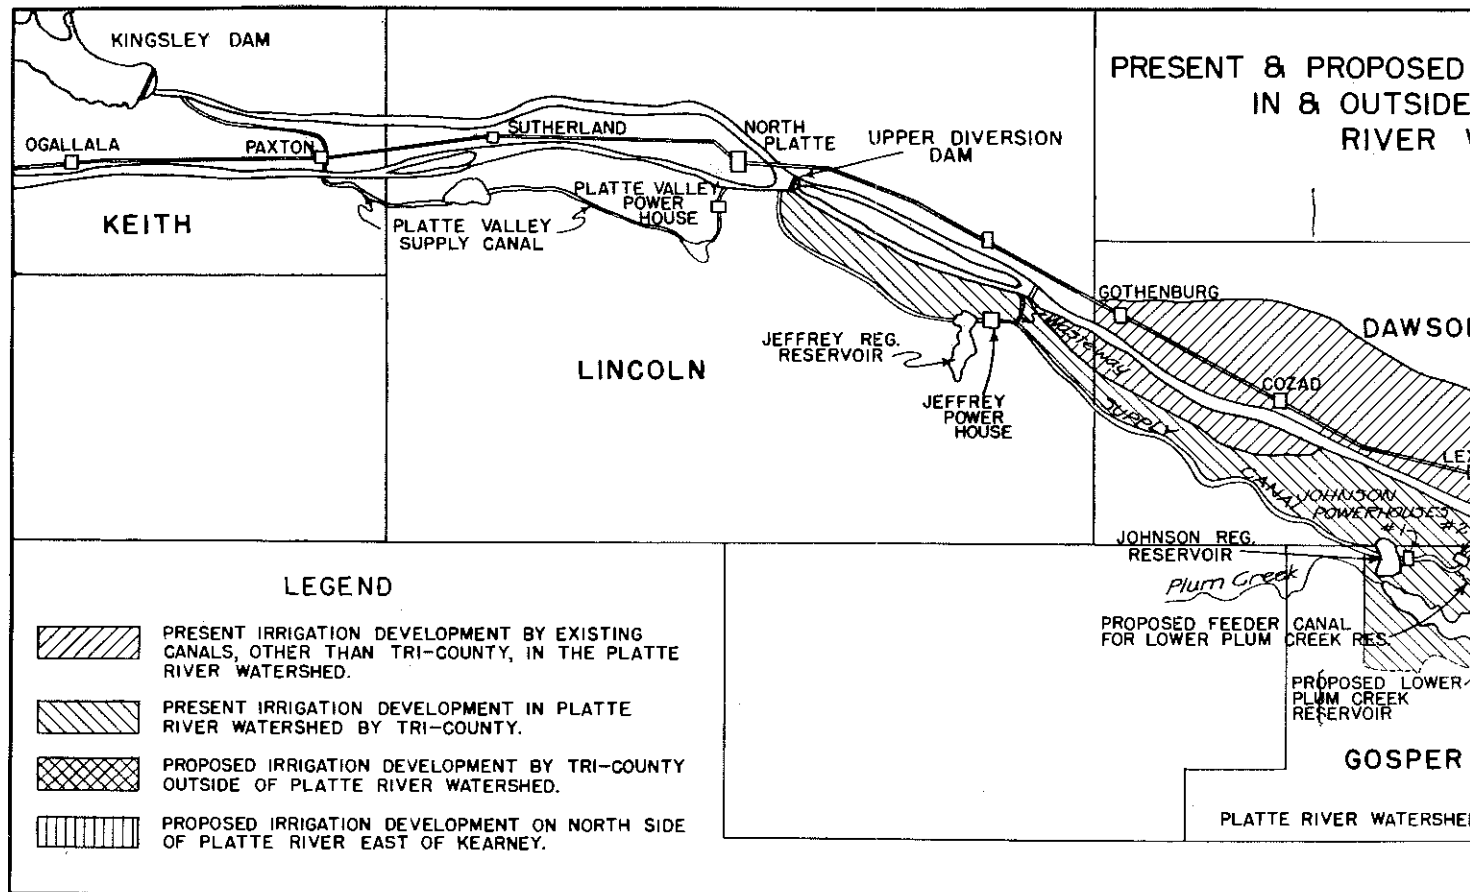 KINGSLEY DAM
PRESENT & PROPOSED
IN & OUTSIDE
RIVER
OGALLALA
PAXTON
SUTHERLAND
NORTH
PLATTE
UPPER DIVERSION
DAM
KEITH
PLATTE VALLEY
SUPPLY CANAL
PLATTE VALLEY
POWER
HOUSE
GOTHENBURG
DAWSO
LINCOLN
JEFFREY REG.
RESERVOIR
JEFFREY
POWER
HOUSE
Wasteway
SUPPLY
CANAL
COZAD
LEX
JOHNSON
POWERHOUSES
#1
#2
JOHNSON REG.
RESERVOIR
Plum Creek
PROPOSED FEEDER CANAL
FOR LOWER PLUM CREEK RES.
PROPOSED LOWER
PLUM CREEK
RESERVOIR
GOSPER
PLATTE RIVER WATERSHED
LEGEND
PRESENT IRRIGATION DEVELOPMENT BY EXISTING
CANALS, OTHER THAN TRI-COUNTY, IN THE PLATTE
RIVER WATERSHED.
PRESENT IRRIGATION DEVELOPMENT IN PLATTE
RIVER WATERSHED BY TRI-COUNTY.
PROPOSED IRRIGATION DEVELOPMENT BY TRI-COUNTY
OUTSIDE OF PLATTE RIVER WATERSHED.
PROPOSED IRRIGATION DEVELOPMENT ON NORTH SIDE
OF PLATTE RIVER EAST OF KEARNEY.